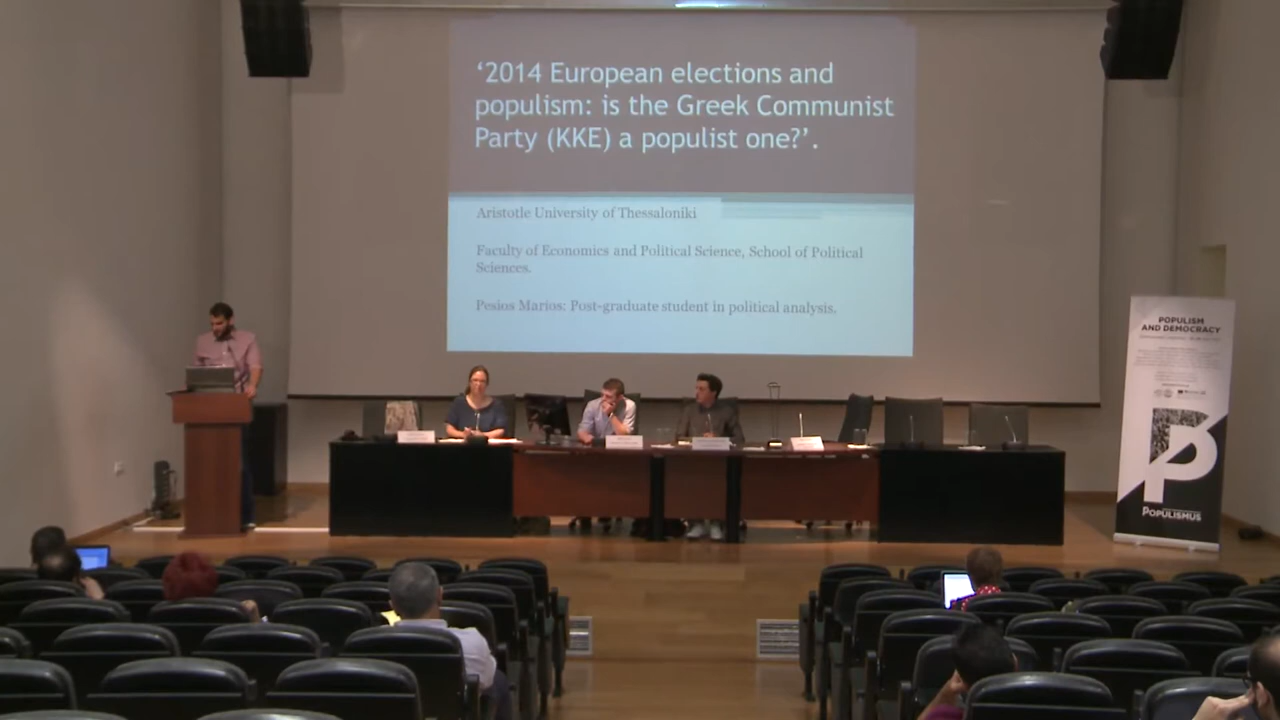 ‘2014 European elections and
populism: is the Greek Communist
Party (KKE) a populist one?’.
Aristotle University of Thessaloniki
Faculty of Economics and Political Science, School of Political
Sciences.
Pesios Marios: Post-graduate student in political analysis.
POPULISM
AND DEMOCRACY
P
POPULISMUS